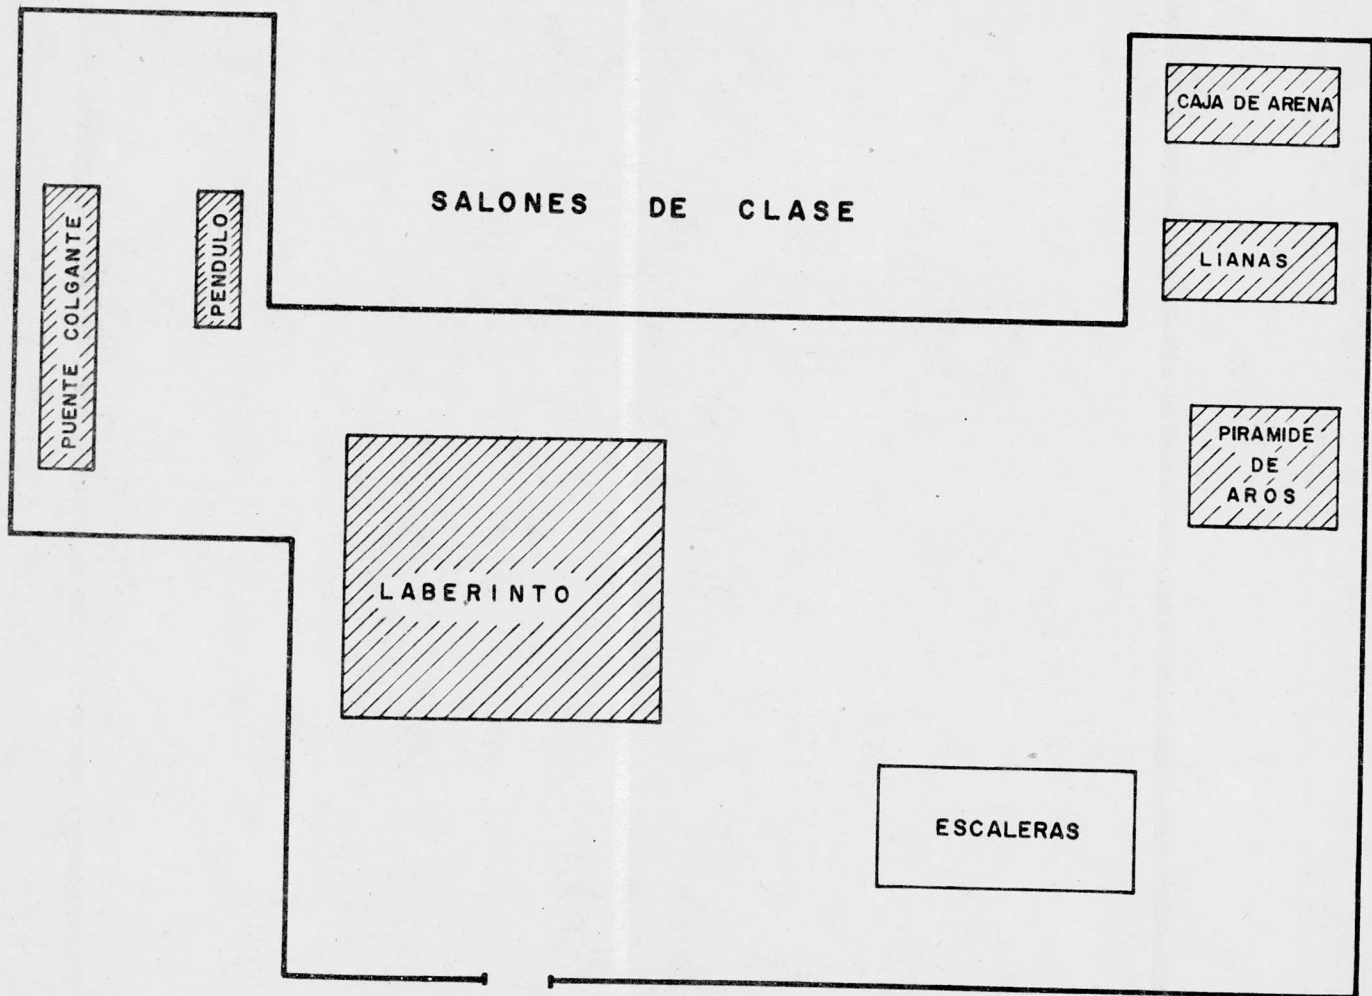 CAJA DE ARENA
SALONES DE CLASE
PUENTE COLGANTE
PENDULO
LIANAS
PIRAMIDE
DE
AROS
LABERINTO
ESCALERAS